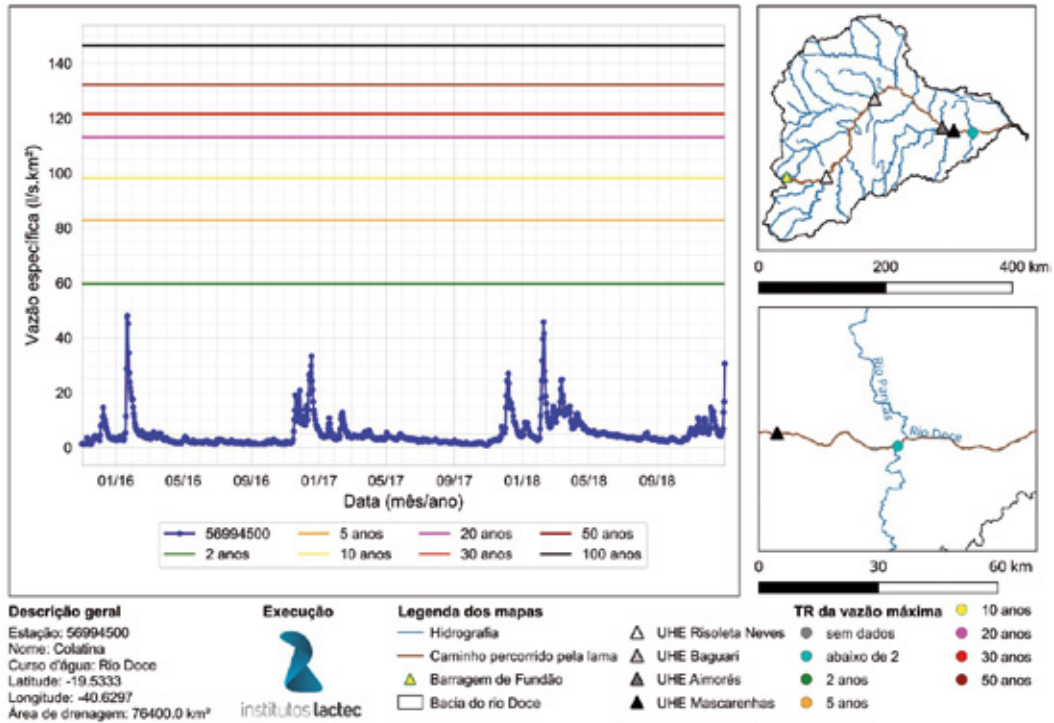 Vazão específica (l/s.km²)
140
120
100
80
60
40
20
0
01/16 05/16 09/16 01/17 05/17 09/17 01/18 05/18 09/18
Data (mês/ano)
56994500 5 anos 20 anos 50 anos
2 anos 10 anos 30 anos 100 anos
0 200 400 km
Rio Pancas
Rio Doce
0 30 60 km
Descrição geral
Estação: 56994500
Nome: Colatina
Curso d'água: Rio Doce
Latitude: -19.5333
Longitude: -40.6297
Área de drenagem: 76400.0 km²
Execução
institutos lactec
Legenda dos mapas
Hidrografia
Caminho percorrido pela lama
Barragem de Fundão
Bacia do rio Doce
UHE Risoleta Neves
UHE Baguari
UHE Aimorés
UHE Mascarenhas
TR da vazão máxima
sem dados
abaixo de 2
2 anos
5 anos
10 anos
20 anos
30 anos
50 anos